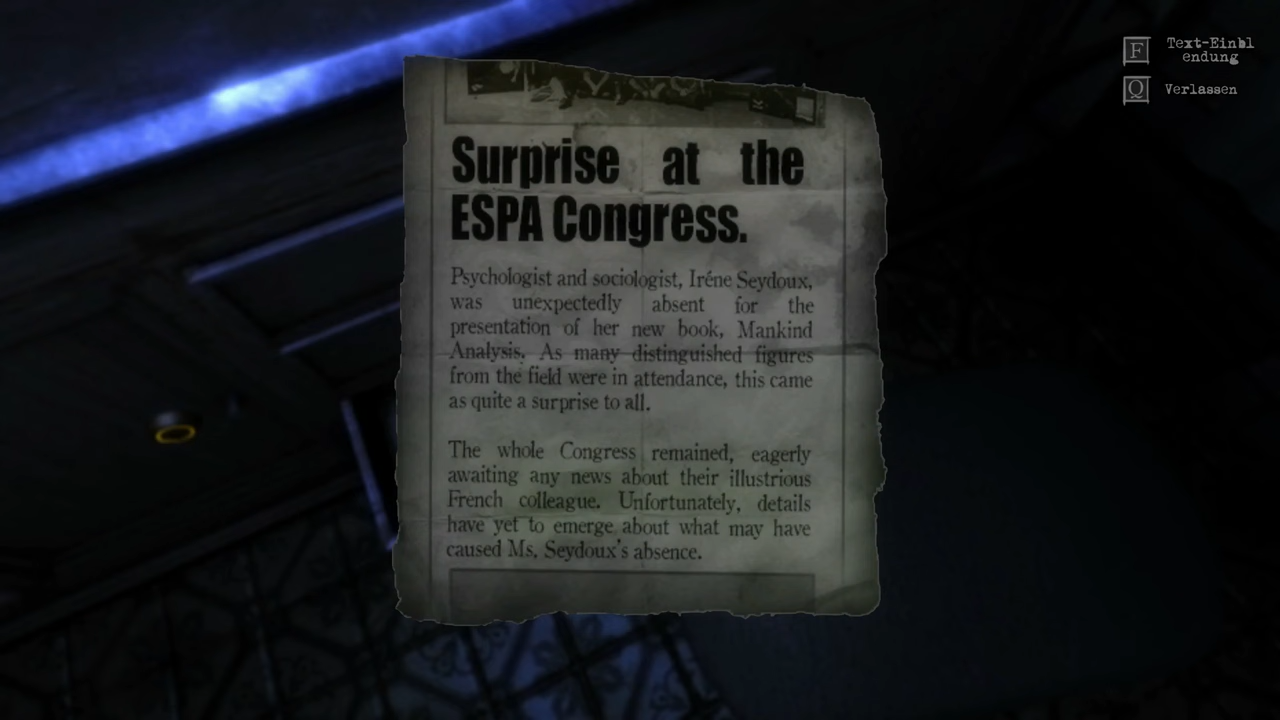 F Text-Einbl
endung
Q Verlassen
Surprise at the
ESPA Congress.
Psychologist and sociologist, Iréne Seydoux,
was unexpectedly absent for the
presentation of her new book, Mankind
Analysis. As many distinguished figures
from the field were in attendance, this came
as quite a surprise to all.
The whole Congress remained, eagerly
awaiting any news about their illustrious
French colleague. Unfortunately, details
have yet to emerge about what may have
caused Ms. Seydoux's absence.